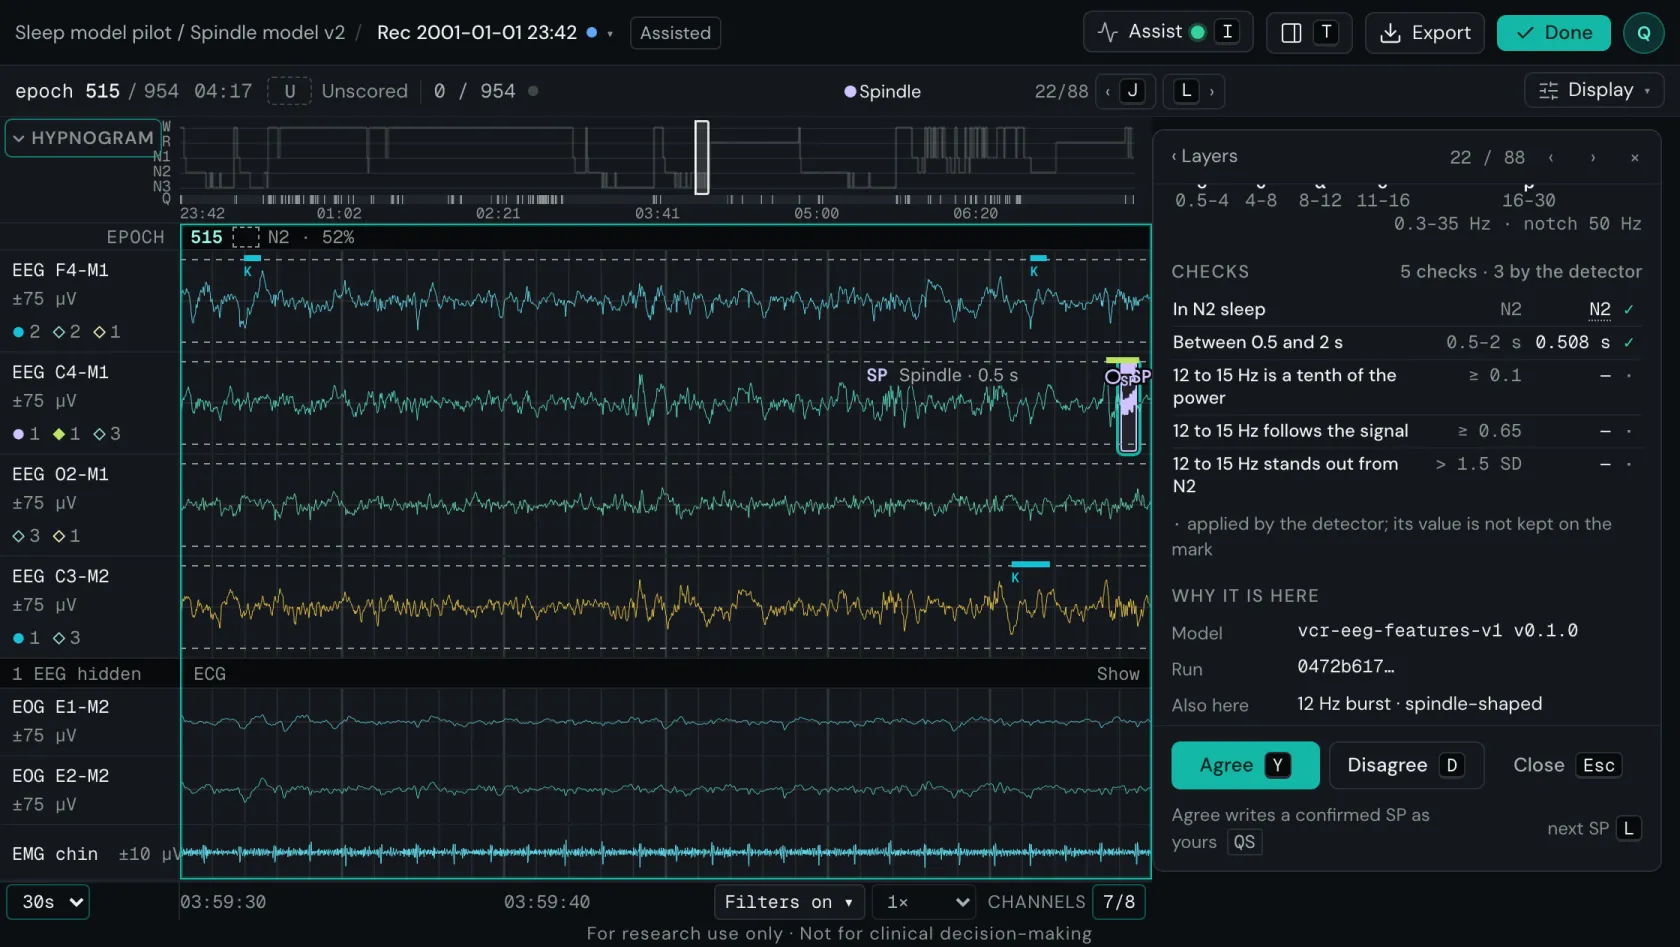 Sleep model pilot / Spindle model v2 / Rec 2001-01-01 23:42 Assisted
Assist I T Export Done Q
epoch 515 / 954 04:17 U Unscored 0 / 954
Spindle 22/88 ‹ J L › Display
HYPNOGRAM
W
R
N1
N2
N3
Q
23:42 01:02 02:21 03:41 05:00 06:20
EPOCH 515 N2 · 52%
EEG F4-M1
±75 µV
2 2 1
K K
EEG C4-M1
±75 µV
1 1 3
SP Spindle · 0.5 s
SP SP
EEG O2-M1
±75 µV
3 1
EEG C3-M2
±75 µV
1 3
K
1 EEG hidden ECG Show
EOG E1-M2
±75 µV
EOG E2-M2
±75 µV
EMG chin ±10 µV
30s 03:59:30 03:59:40 Filters on 1× CHANNELS 7/8
For research use only · Not for clinical decision-making
‹ Layers 22 / 88 ‹ › ×
0.5-4 4-8 8-12 11-16 16-30
0.3-35 Hz · notch 50 Hz
CHECKS 5 checks · 3 by the detector
In N2 sleep N2 N2 ✓
Between 0.5 and 2 s 0.5-2 s 0.508 s ✓
12 to 15 Hz is a tenth of the ≥ 0.1 – ·
power
12 to 15 Hz follows the signal ≥ 0.65 – ·
12 to 15 Hz stands out from > 1.5 SD – ·
N2
· applied by the detector; its value is not kept on the
mark
WHY IT IS HERE
Model vcr-eeg-features-v1 v0.1.0
Run 0472b617…
Also here 12 Hz burst · spindle-shaped
Agree Y Disagree D Close Esc
Agree writes a confirmed SP as
yours QS
next SP L